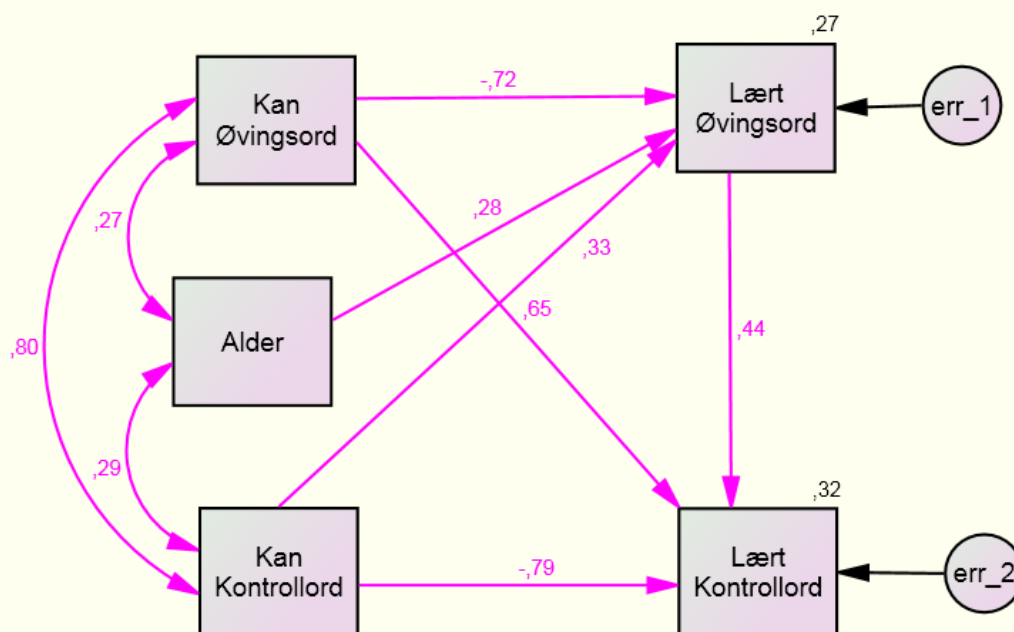 ,27
-,72
Kan
Øvingsord
Lært
Øvingsord
err_1
,27
,28
,33
Alder
,65
,44
,80
,29
,32
Kan
Kontrollord
-,79
Lært
Kontrollord
err_2